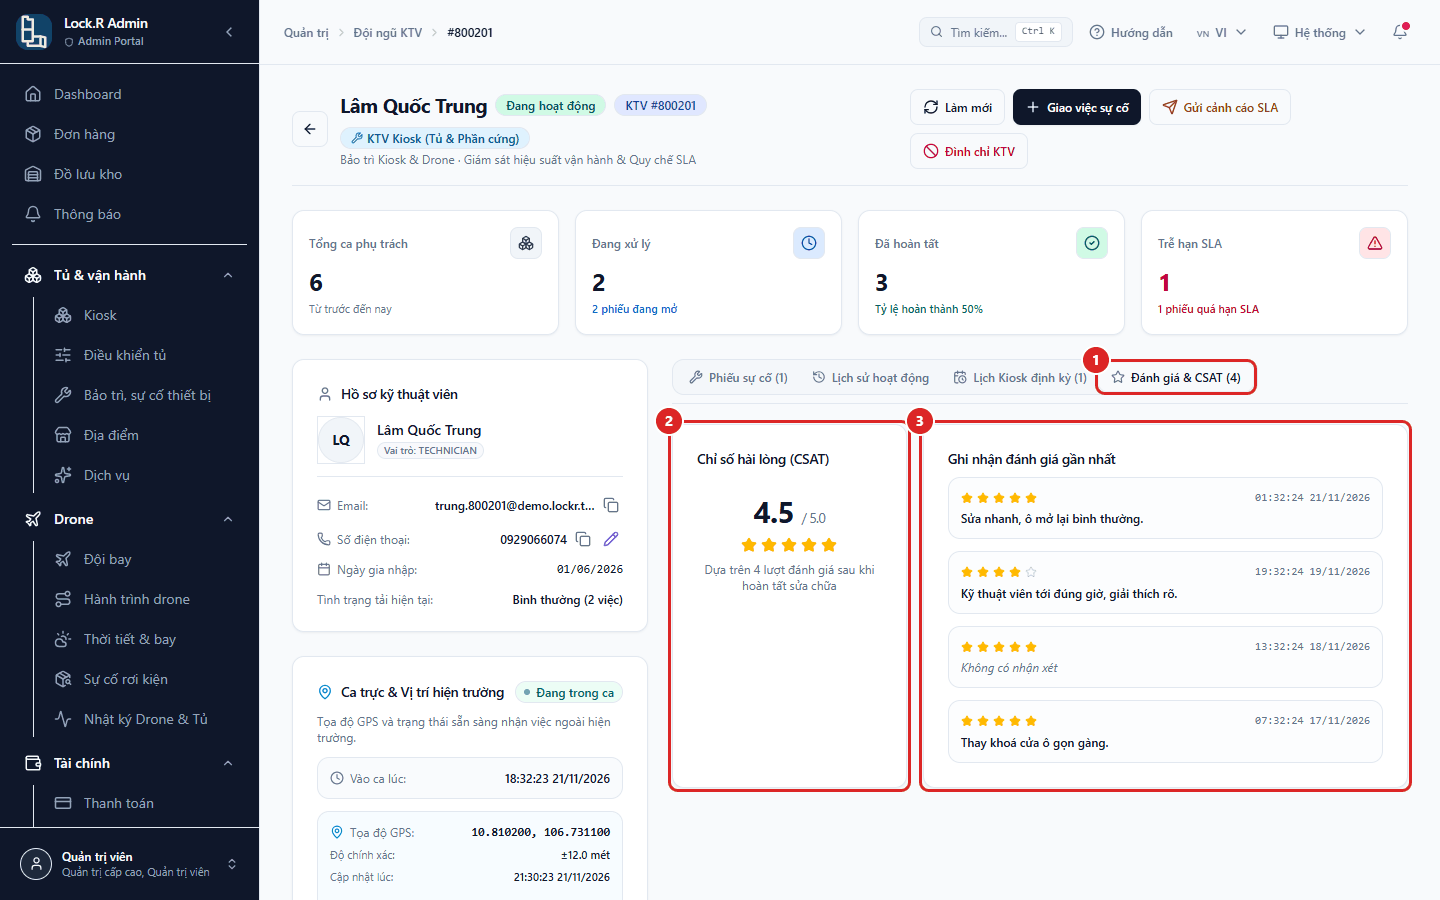 Lock.R Admin
Admin Portal
Dashboard
Đơn hàng
Đồ lưu kho
Thông báo
Tủ & vận hành
Kiosk
Điều khiển tủ
Bảo trì, sự cố thiết bị
Địa điểm
Dịch vụ
Drone
Đội bay
Hành trình drone
Thời tiết & bay
Sự cố rơi kiện
Nhật ký Drone & Tủ
Tài chính
Thanh toán
Quản trị viên
Quản trị cấp cao, Quản trị viên
Quản trị > Đội ngũ KTV > #800201
Tìm kiếm... Ctrl K
Hướng dẫn
VN VI
Hệ thống
Lâm Quốc Trung Đang hoạt động KTV #800201
KTV Kiosk (Tủ & Phần cứng)
Bảo trì Kiosk & Drone · Giám sát hiệu suất vận hành & Quy chế SLA
Làm mới
Giao việc sự cố
Gửi cảnh cáo SLA
Đình chỉ KTV
Tổng ca phụ trách
6
Từ trước đến nay
Đang xử lý
2
2 phiếu đang mở
Đã hoàn tất
3
Tỷ lệ hoàn thành 50%
Trễ hạn SLA
1
1 phiếu quá hạn SLA
Hồ sơ kỹ thuật viên
LQ
Lâm Quốc Trung
Vai trò: TECHNICIAN
Email: trung.800201@demo.lockr.t...
Số điện thoại: 0929066074
Ngày gia nhập: 01/06/2026
Tình trạng tải hiện tại: Bình thường (2 việc)
Ca trực & Vị trí hiện trường Đang trong ca
Tọa độ GPS và trạng thái sẵn sàng nhận việc ngoài hiện
trường.
Vào ca lúc: 18:32:23 21/11/2026
Tọa độ GPS: 10.810200, 106.731100
Độ chính xác: ±12.0 mét
Cập nhật lúc: 21:30:23 21/11/2026
Phiếu sự cố (1)
Lịch sử hoạt động
Lịch Kiosk định kỳ (1)
1
Đánh giá & CSAT (4)
2
Chỉ số hài lòng (CSAT)
4.5 / 5.0
Dựa trên 4 lượt đánh giá sau khi
hoàn tất sửa chữa
3
Ghi nhận đánh giá gần nhất
01:32:24 21/11/2026
Sửa nhanh, ô mở lại bình thường.
19:32:24 19/11/2026
Kỹ thuật viên tới đúng giờ, giải thích rõ.
13:32:24 18/11/2026
Không có nhận xét
07:32:24 17/11/2026
Thay khoá cửa ô gọn gàng.